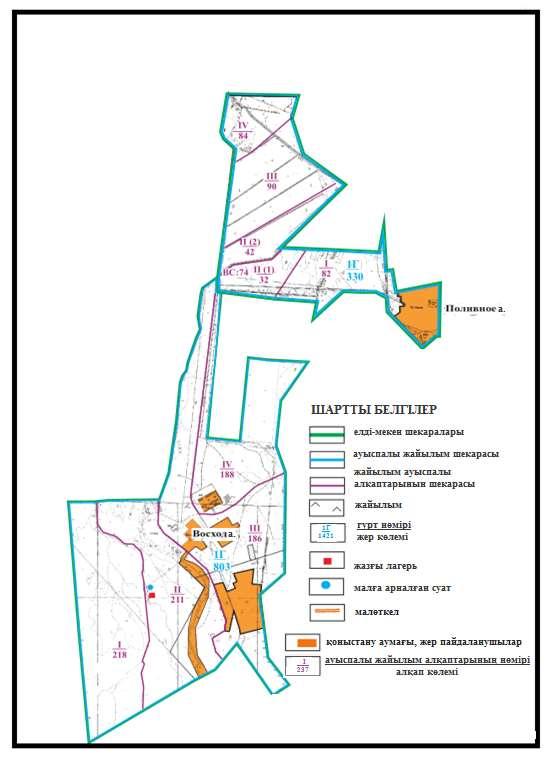 IV
84
III
90
II (2)
42
ВС:74 II (1)
32
I
82
1Г
330
Поливное а.
ШАРТТЫ БЕЛГІЛЕР
елді-мекен шекаралары
ауыспалы жайылым шекарасы
жайылым ауыспалы
алқаптарының шекарасы
жайылым
1Г
1421
гурт нөмірі
жер көлемі
жазғы лагерь
малға арналған суат
малөткел
қоныстану аумағы, жер пайдаланушылар
1
237
ауыспалы жайылым алқаптарының нөмірі
алқап көлемі
IV
188
Восход а.
III
186
1Г
803
II
211
I
218